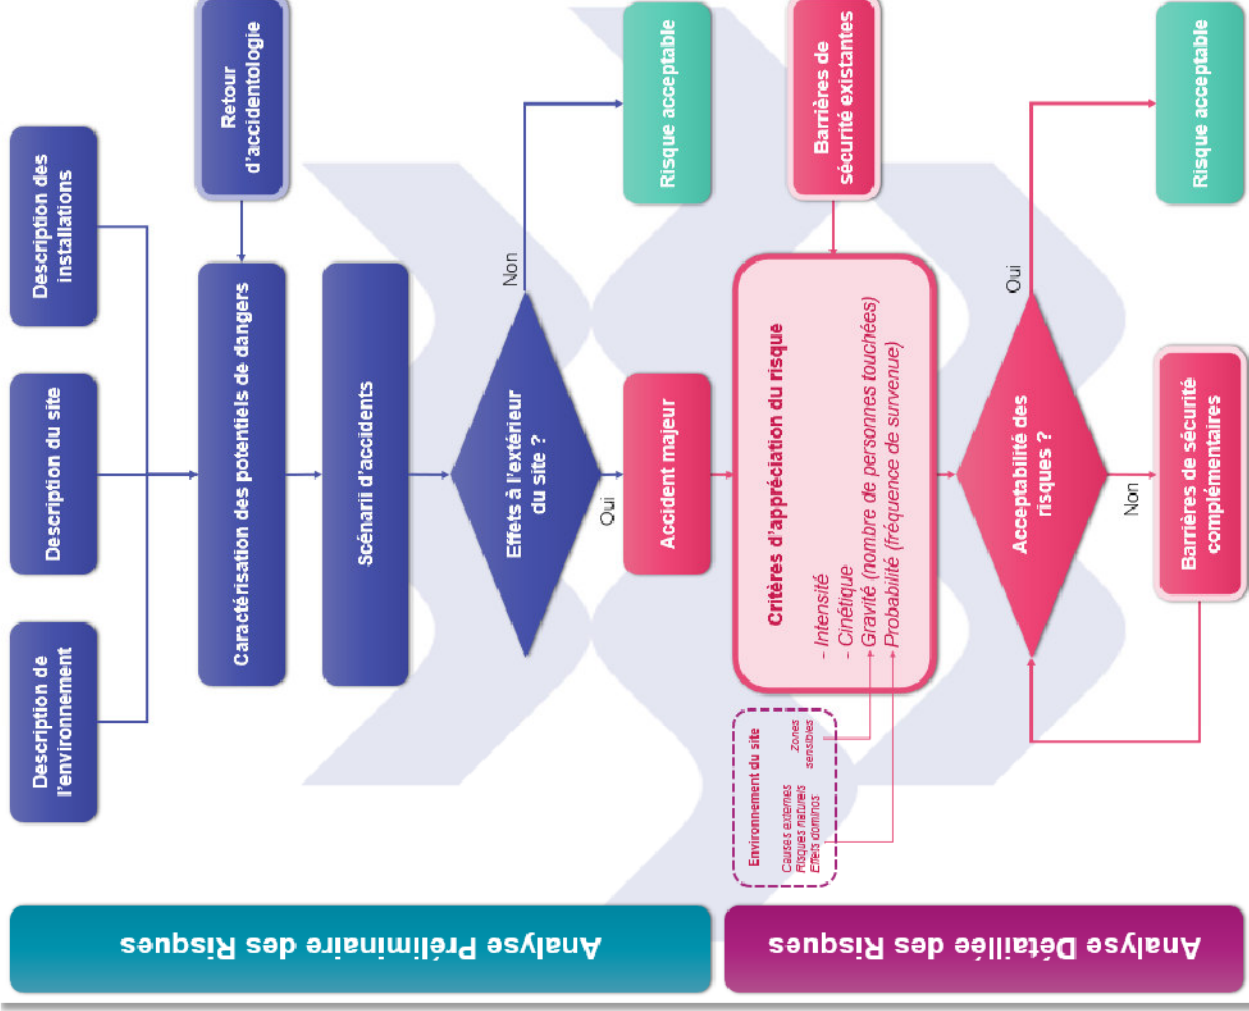 Analyse Préliminaire des Risques
Description de
l'environnement
Description du site
Description des
installations
Retour
d'accidentologie
Caractérisation des potentiels de dangers
Scénarii d'accidents
Effets à l'extérieur
du site ?
Non
Risque acceptable
Oui
Accident majeur
Analyse Détaillée des Risques
Barrières de
sécurité existantes
Environnement du site
Causes externes
Risques naturels
Effets dominos
Zones
sensibles
Critères d'appréciation du risque
- Intensité
- Cinétique
- Gravité (nombre de personnes touchées)
- Probabilité (fréquence de survenue)
Acceptabilité des
risques ?
Oui
Risque acceptable
Non
Barrières de sécurité
complémentaires